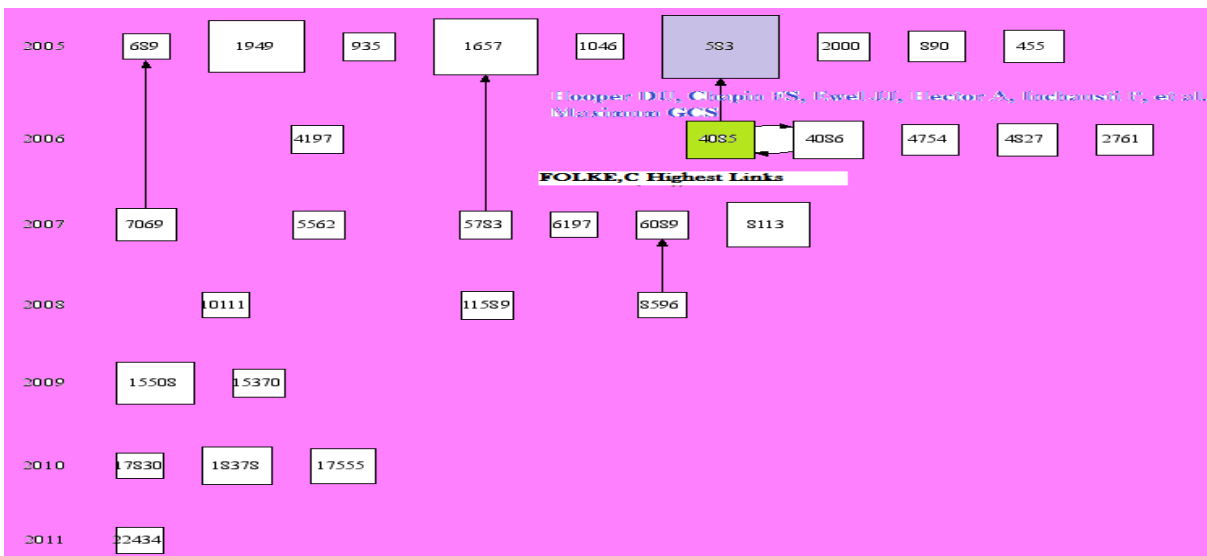 2005 689 1949 935 1657 1046 583 2000 890 455
Hooper DU, Chapin FS, Ewel JJ, Hector A, Inchausti P, et al.
Maximum GCS
2006 4197 4085 4086 4754 4827 2761
FOLKE,C Highest Links
2007 7069 5562 5783 6197 6089 8113
2008 10111 11589 8596
2009 15508 15370
2010 17830 18378 17555
2011 22434